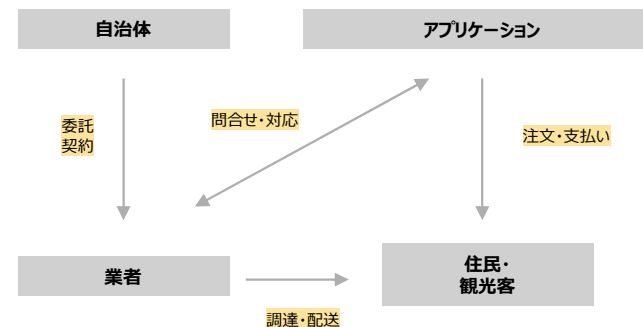 自治体
アプリケーション
委託
契約
問合せ・対応
注文・支払い
業者
住民・
観光客
調達・配送